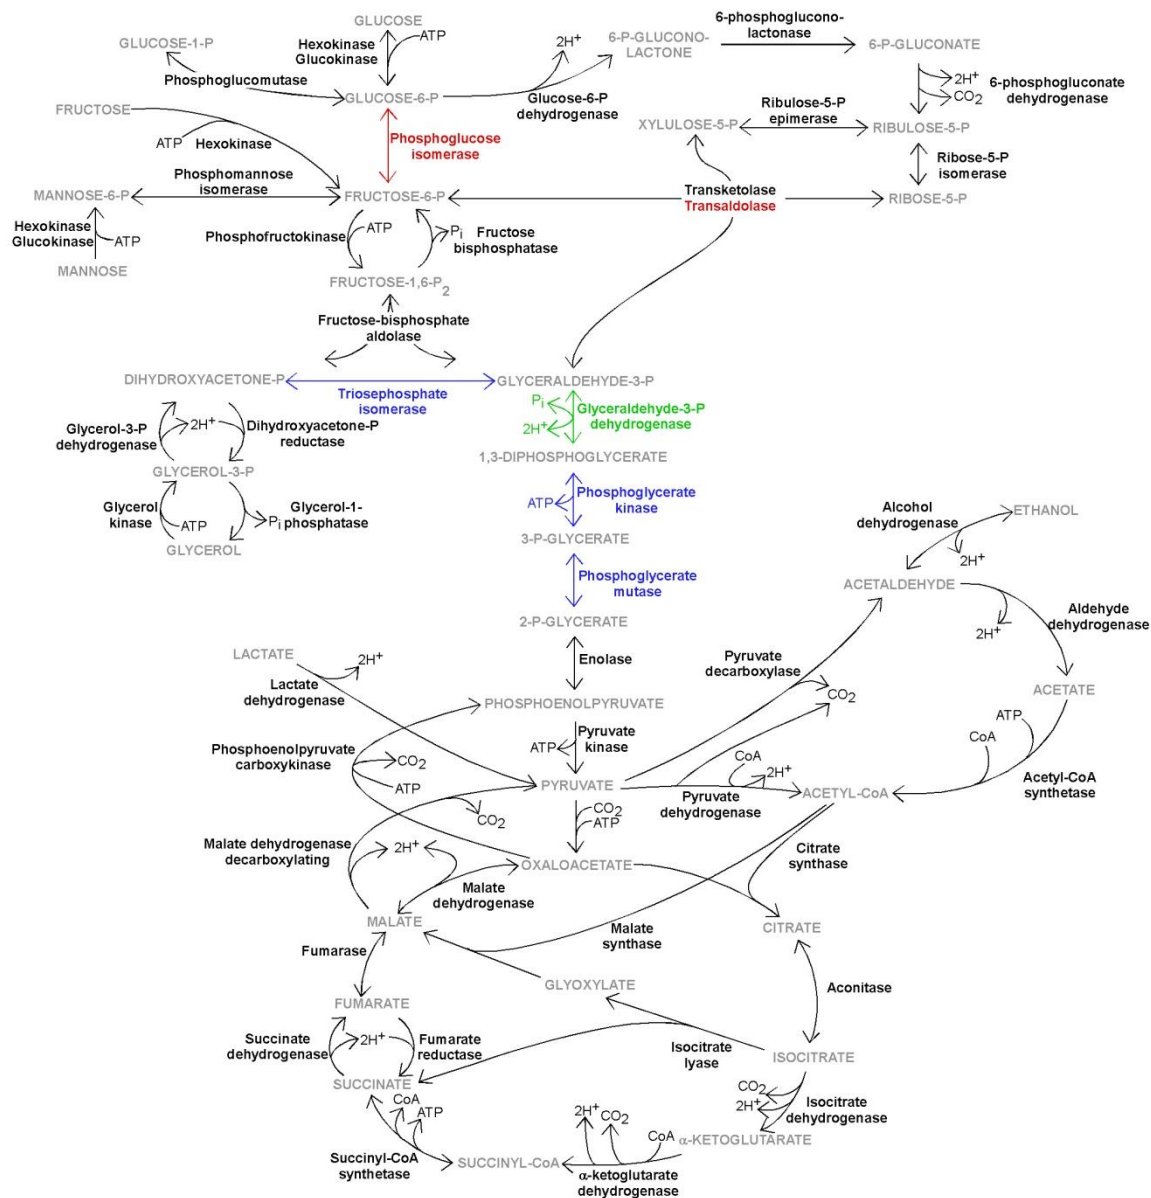 GLUCOSE
6-phosphoglucono-
lactonase
GLUCOSE-1-P
Hexokinase
Glucokinase
ATP
2H+
6-P-GLUCONO-
LACTONE
6-P-GLUCONATE
Phosphoglucomutase
GLUCOSE-6-P
Glucose-6-P
dehydrogenase
2H+
CO2
6-phosphogluconate
dehydrogenase
FRUCTOSE
ATP
Hexokinase
Phosphoglucose
isomerase
XYLULOSE-5-P
Ribulose-5-P
epimerase
RIBULOSE-5-P
Ribose-5-P
isomerase
Phosphomannose
isomerase
MANNOSE-6-P
FRUCTOSE-6-P
Transketolase
Transaldolase
RIBOSE-5-P
Hexokinase
Glucokinase
ATP
MANNOSE
Phosphofructokinase
ATP
Pi
Fructose
bisphosphatase
FRUCTOSE-1,6-P2
Fructose-bisphosphate
aldolase
DIHYDROXYACETONE-P
Triosephosphate
isomerase
GLYCERALDEHYDE-3-P
Pi
2H+
Glyceraldehyde-3-P
dehydrogenase
Glycerol-3-P
dehydrogenase
2H+
Dihydroxyacetone-P
reductase
1,3-DIPHOSPHOGLYCERATE
GLYCEROL-3-P
Glycerol
kinase
ATP
Pi
Glycerol-1-
phosphatase
GLYCEROL
ATP
Phosphoglycerate
kinase
3-P-GLYCERATE
Phosphoglycerate
mutase
2-P-GLYCERATE
Alcohol
dehydrogenase
ETHANOL
2H+
ACETALDEHYDE
2H+
Aldehyde
dehydrogenase
LACTATE
2H+
Lactate
dehydrogenase
Enolase
Pyruvate
decarboxylase
CO2
ACETATE
PHOSPHOENOLPYRUVATE
Phosphoenolpyruvate
carboxykinase
CO2
ATP
ATP
Pyruvate
kinase
ATP
CoA
Acetyl-CoA
synthetase
PYRUVATE
CoA
2H+
Pyruvate
dehydrogenase
ACETYL-CoA
CO2
ATP
Malate dehydrogenase
decarboxylating
CO2
2H+
OXALOACETATE
Citrate
synthase
Malate
dehydrogenase
MALATE
Malate
synthase
CITRATE
Fumarase
GLYOXYLATE
Aconitase
FUMARATE
Succinate
dehydrogenase
2H+
Fumarate
reductase
Isocitrate
lyase
ISOCITRATE
SUCCINATE
CoA
ATP
CO2
2H+
Isocitrate
dehydrogenase
2H+
CO2
CoA
α-KETOGLUTARATE
Succinyl-CoA
synthetase
SUCCINYL-CoA
α-ketoglutarate
dehydrogenase